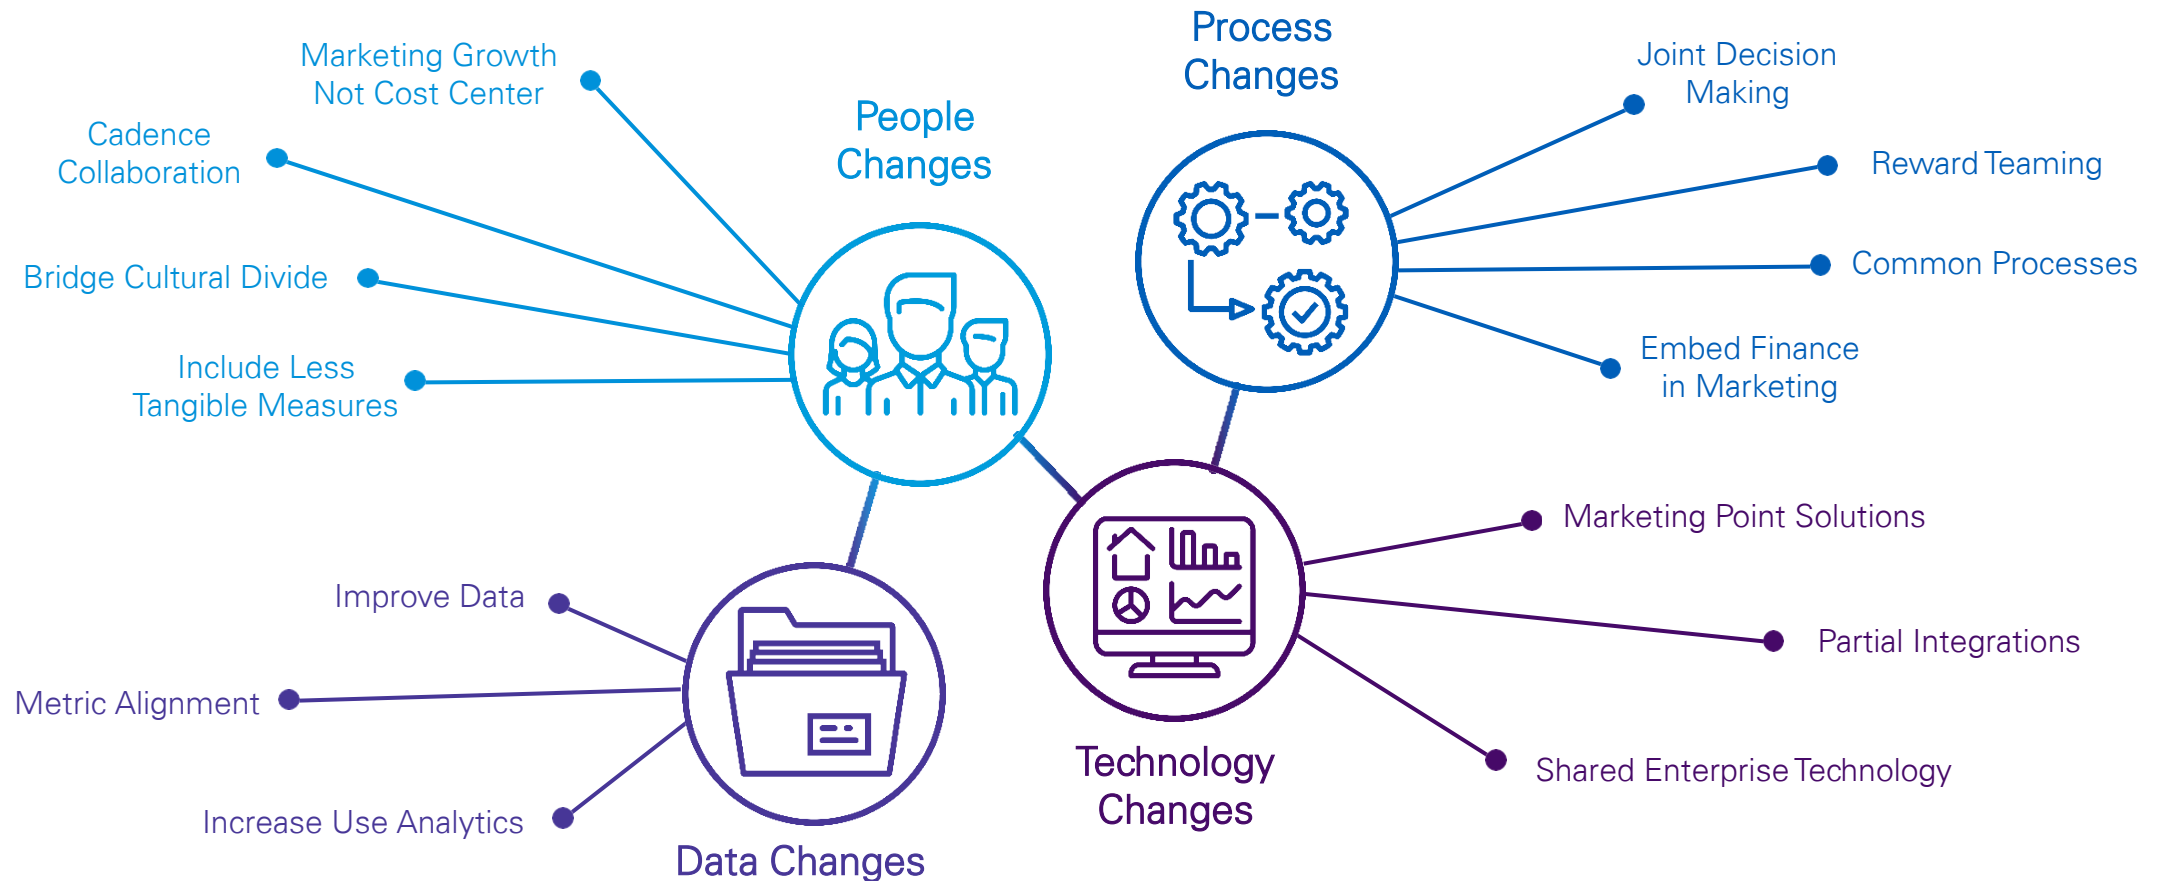 People
Changes
Marketing Growth
Not Cost Center
Cadence
Collaboration
Bridge Cultural Divide
Include Less
Tangible Measures
Process
Changes
Joint Decision
Making
Reward Teaming
Common Processes
Embed Finance
in Marketing
Data Changes
Improve Data
Metric Alignment
Increase Use Analytics
Technology
Changes
Marketing Point Solutions
Partial Integrations
Shared Enterprise Technology